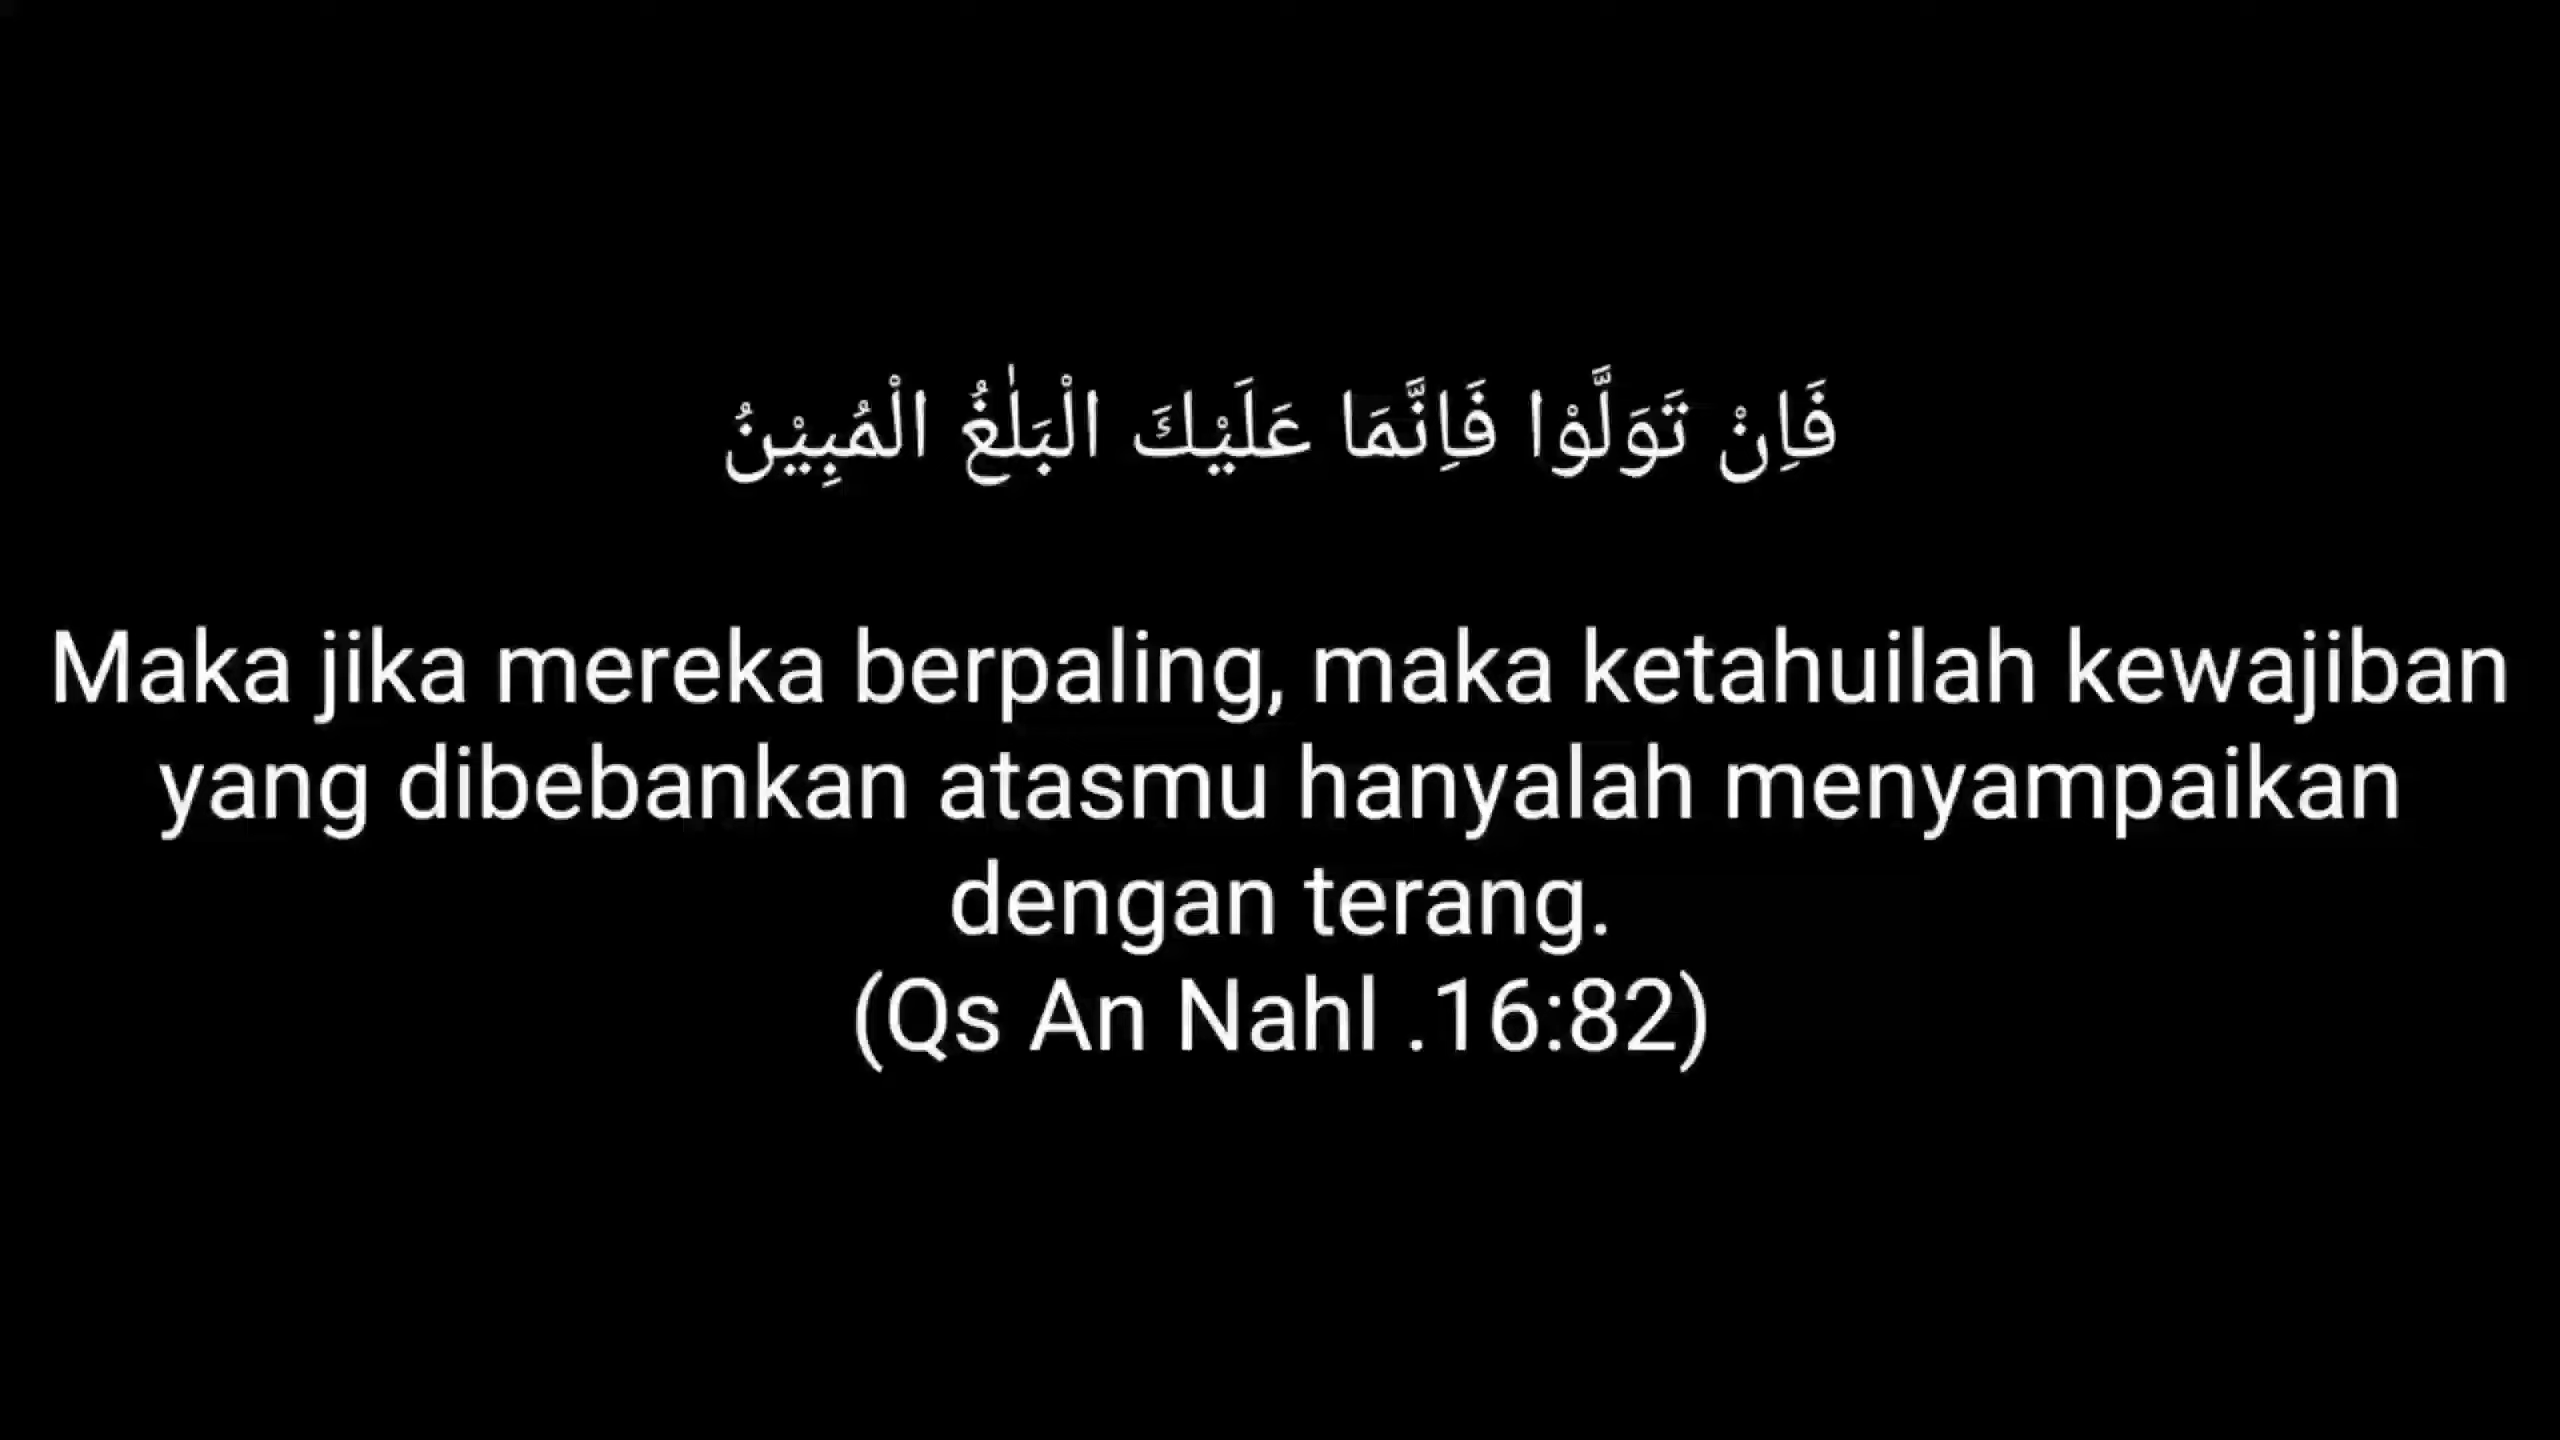 فَاِنْ تَوَلَّوْا فَاِنَّمَا عَلَيْكَ الْبَلٰغُ الْمُبِيْنُ
Maka jika mereka berpaling, maka ketahuilah kewajiban
yang dibebankan atasmu hanyalah menyampaikan
dengan terang.
(Qs An Nahl .16:82)